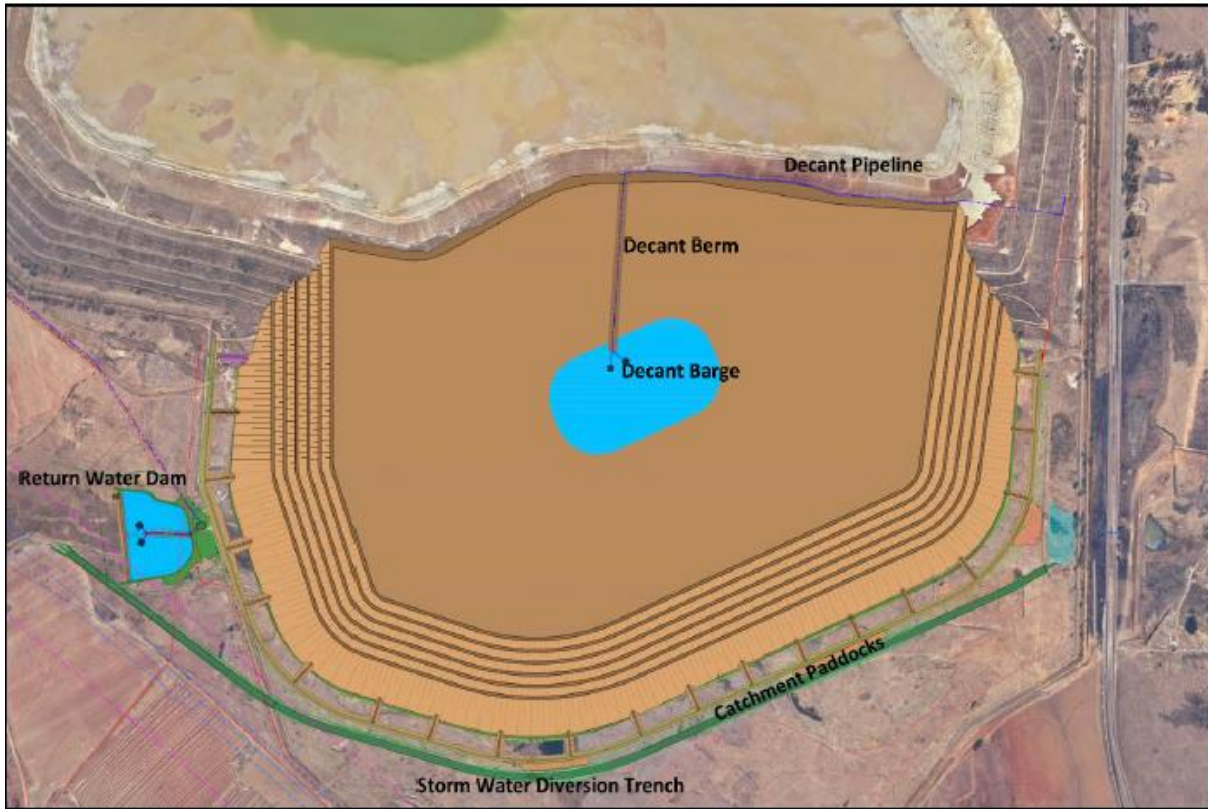 Decant Pipeline
Decant Berm
Decant Barge
Return Water Dam
Catchment Paddocks
Storm Water Diversion Trench